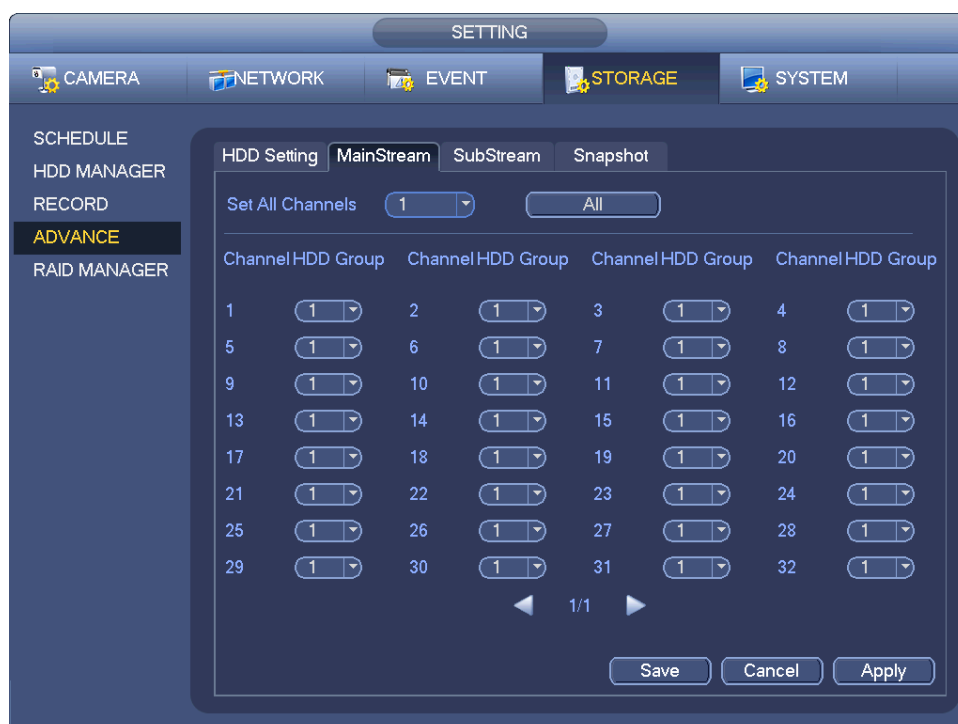 SETTING
CAMERA NETWORK EVENT STORAGE SYSTEM
SCHEDULE
HDD MANAGER
RECORD
ADVANCE
RAID MANAGER
HDD Setting MainStream SubStream Snapshot
Set All Channels 1 All
Channel HDD Group Channel HDD Group Channel HDD Group Channel HDD Group
1 1 2 1 3 1 4 1
5 1 6 1 7 1 8 1
9 1 10 1 11 1 12 1
13 1 14 1 15 1 16 1
17 1 18 1 19 1 20 1
21 1 22 1 23 1 24 1
25 1 26 1 27 1 28 1
29 1 30 1 31 1 32 1
1/1
Save Cancel Apply